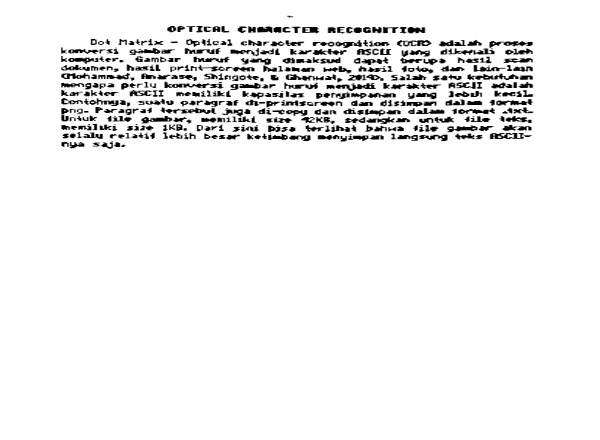 OPTICAL CHARACTER RECOGNITION
Dot Matrix - Optical character recognition (OCR) adalah proses
konversi gambar huruf menjadi karakter ASCII yang dikenali oleh
komputer. Gambar huruf yang dimaksud dapat berupa hasil scan
dokumen, hasil print-screen halaman web, hasil foto, dan lain-lain
(Mohammad, Anarase, Shingote, & Ghanwat, 2014). Salah satu kebutuhan
mengapa perlu konversi gambar huruf menjadi karakter ASCII adalah
karakter ASCII memiliki kapasitas penyimpanan yang lebih kecil.
Contohnya, suatu paragraf di-printscreen dan disimpan dalam format
png. Paragraf tersebut juga di-copy dan disimpan dalam format .txt.
Untuk file gambar, memiliki size 42KB, sedangkan untuk file teks,
memiliki size 1KB. Dari sini bisa terlihat bahwa file gambar akan
selalu relatif lebih besar ketimbang menyimpan langsung teks ASCII-
nya saja.